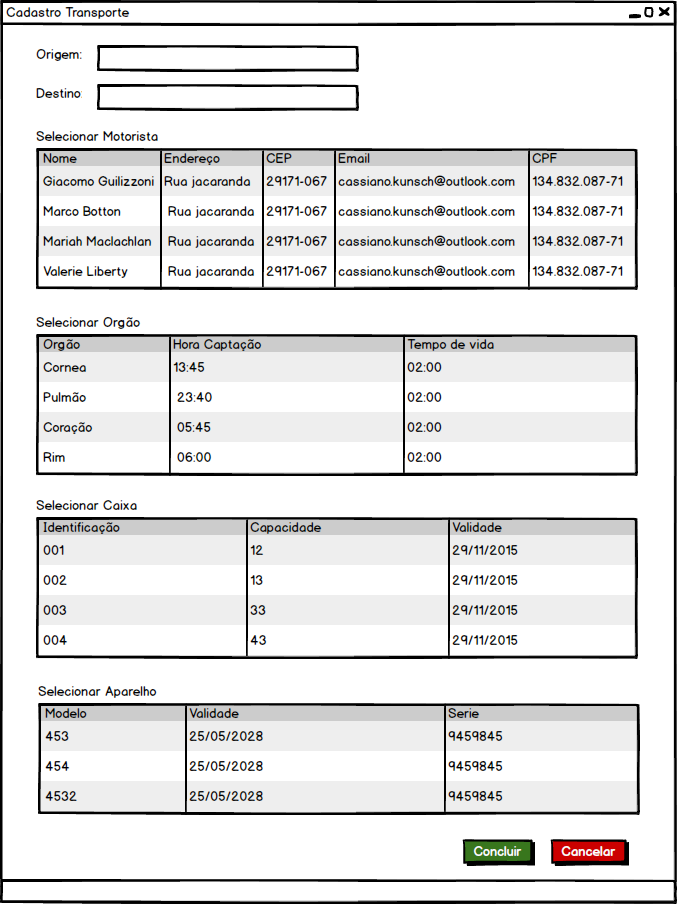 Cadastro Transporte
Origem:
Destino
Selecionar Motorista
Nome Endereço CEP Email CPF
Giacomo Guilizzoni Rua jacaranda 29171-067 cassiano.kunsch@outlook.com 134.832.087-71
Marco Botton Rua jacaranda 29171-067 cassiano.kunsch@outlook.com 134.832.087-71
Mariah Maclachlan Rua jacaranda 29171-067 cassiano.kunsch@outlook.com 134.832.087-71
Valerie Liberty Rua jacaranda 29171-067 cassiano.kunsch@outlook.com 134.832.087-71
Selecionar Orgão
Orgão Hora Captação Tempo de vida
Cornea 13:45 02:00
Pulmão 23:40 02:00
Coração 05:45 02:00
Rim 06:00 02:00
Selecionar Caixa
Identificação Capacidade Validade
001 12 29/11/2015
002 13 29/11/2015
003 33 29/11/2015
004 43 29/11/2015
Selecionar Aparelho
Modelo Validade Serie
453 25/05/2028 9459845
454 25/05/2028 9459845
4532 25/05/2028 9459845
Concluir Cancelar